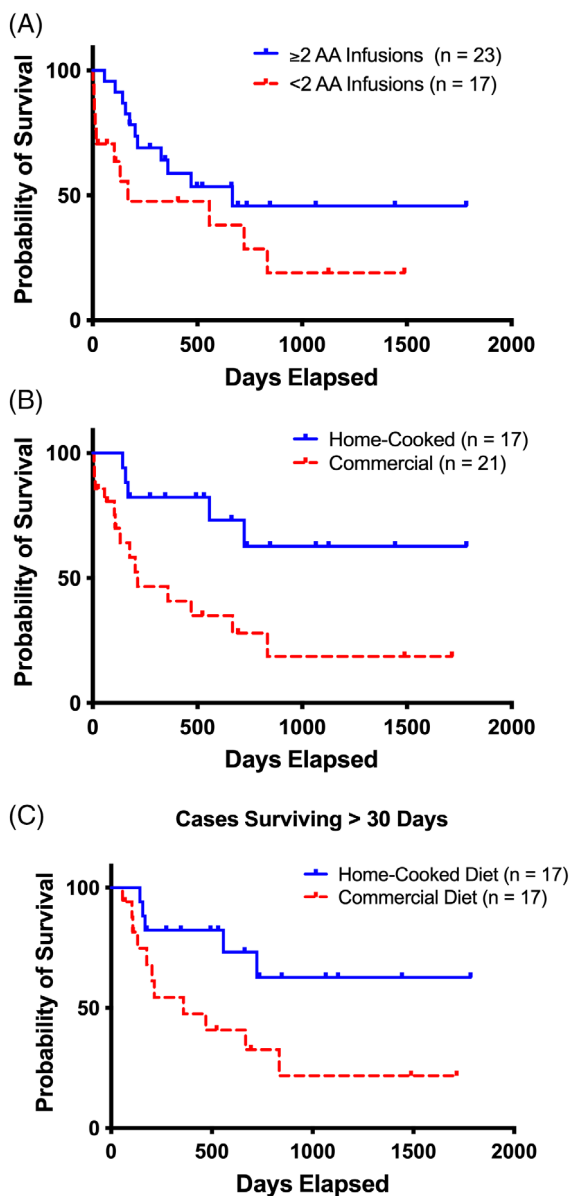 (A)
≥2 AA Infusions (n = 23)
<2 AA Infusions (n = 17)
Probability of Survival
100
50
0
0 500 1000 1500 2000
Days Elapsed
(B)
Home-Cooked (n = 17)
Commercial (n = 21)
Probability of Survival
100
50
0
0 500 1000 1500 2000
Days Elapsed
(C)
Cases Surviving > 30 Days
Home-Cooked Diet (n = 17)
Commercial Diet (n = 17)
Probability of Survival
100
50
0
0 500 1000 1500 2000
Days Elapsed